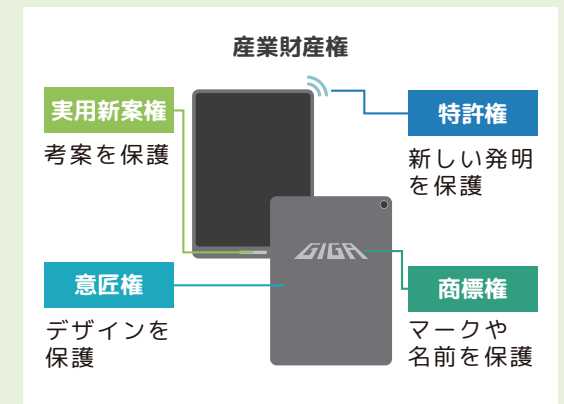 産業財産権
実用新案権
考案を保護
特許権
新しい発明
を保護
GIGA
意匠権
デザインを
保護
商標権
マークや
名前を保護